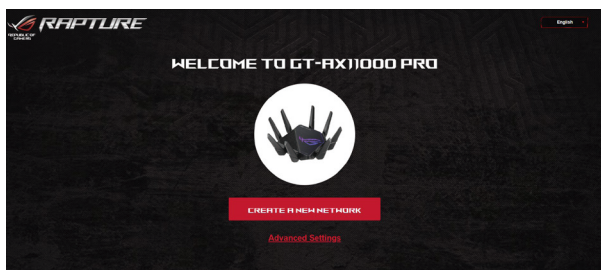 RAPTURE
REPUBLIC OF
GAMERS
English
WELCOME TO GT-AX11000 PRO
CREATE A NEW NETWORK
Advanced Settings